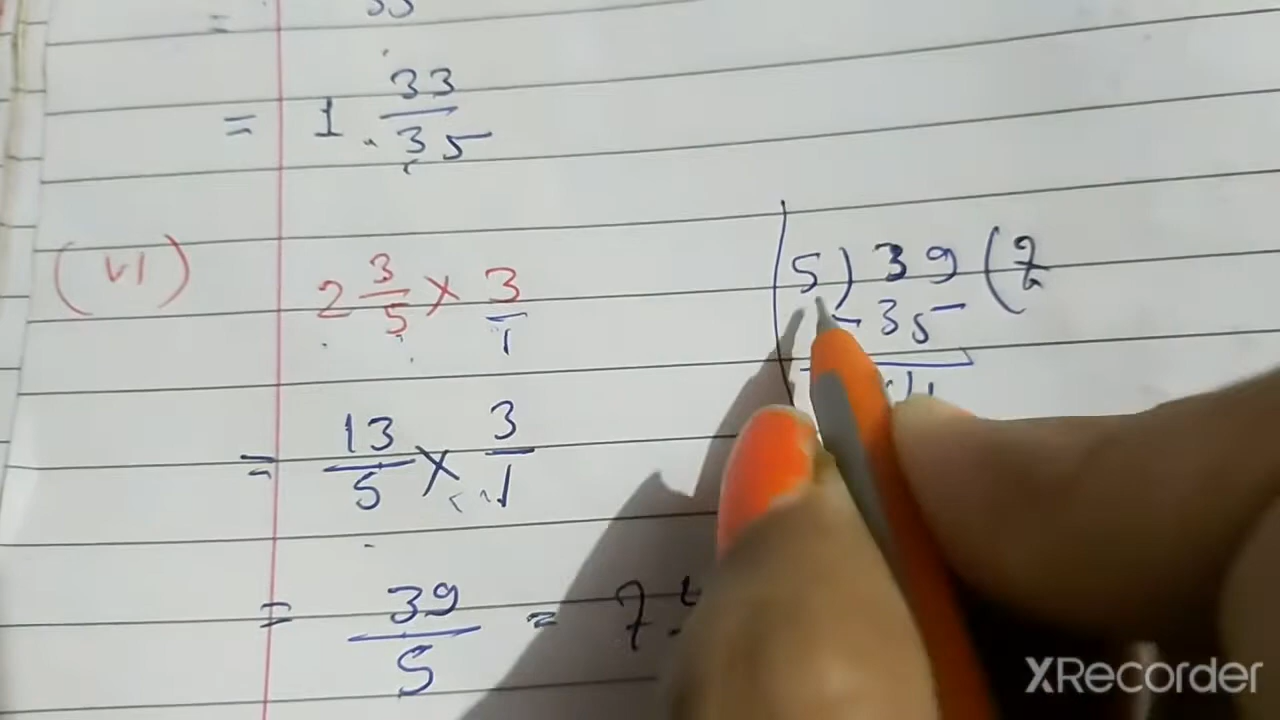 = 1 33/35
(vi) 2 3/5 × 3/1
= 13/5 × 3/1
= 39/5 = 7
5) 39 (7
- 35
XRecorder